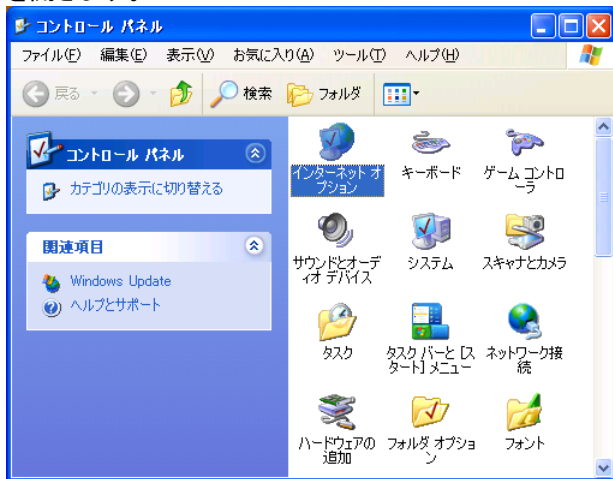 コントロール パネル
ファイル(F) 編集(E) 表示(V) お気に入り(A) ツール(T) ヘルプ(H)
戻る 検索 フォルダ
コントロール パネル
カテゴリの表示に切り替える
関連項目
Windows Update
ヘルプとサポート
インターネット オ
プション
キーボード
ゲーム コントロ
ーラ
サウンドとオーデ
ィオ デバイス
システム
スキャナとカメラ
タスク
タスク バーと [ス
タート] メニュー
ネットワーク接
続
ハードウェアの
追加
フォルダ オプショ
ン
フォント